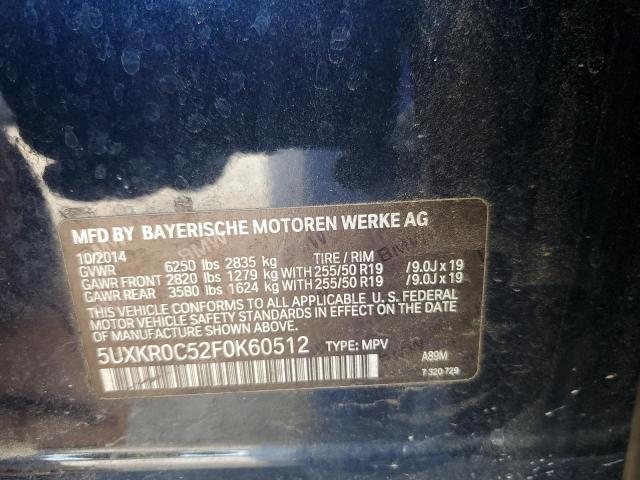 MFD BY BAYERISCHE MOTOREN WERKE AG
10/2014 TIRE / RIM
GVWR 6250 lbs 2835 kg
GAWR FRONT 2820 lbs 1279 kg WITH 255/50 R19 / 9.0J x 19
GAWR REAR 3580 lbs 1624 kg WITH 255/50 R19 / 9.0J x 19
THIS VEHICLE CONFORMS TO ALL APPLICABLE U. S. FEDERAL
MOTOR VEHICLE SAFETY STANDARDS IN EFFECT ON THE DATE
OF MANUFACTURE SHOWN ABOVE.
5UXKR0C52F0K60512 TYPE: MPV
A89M
7 320 729